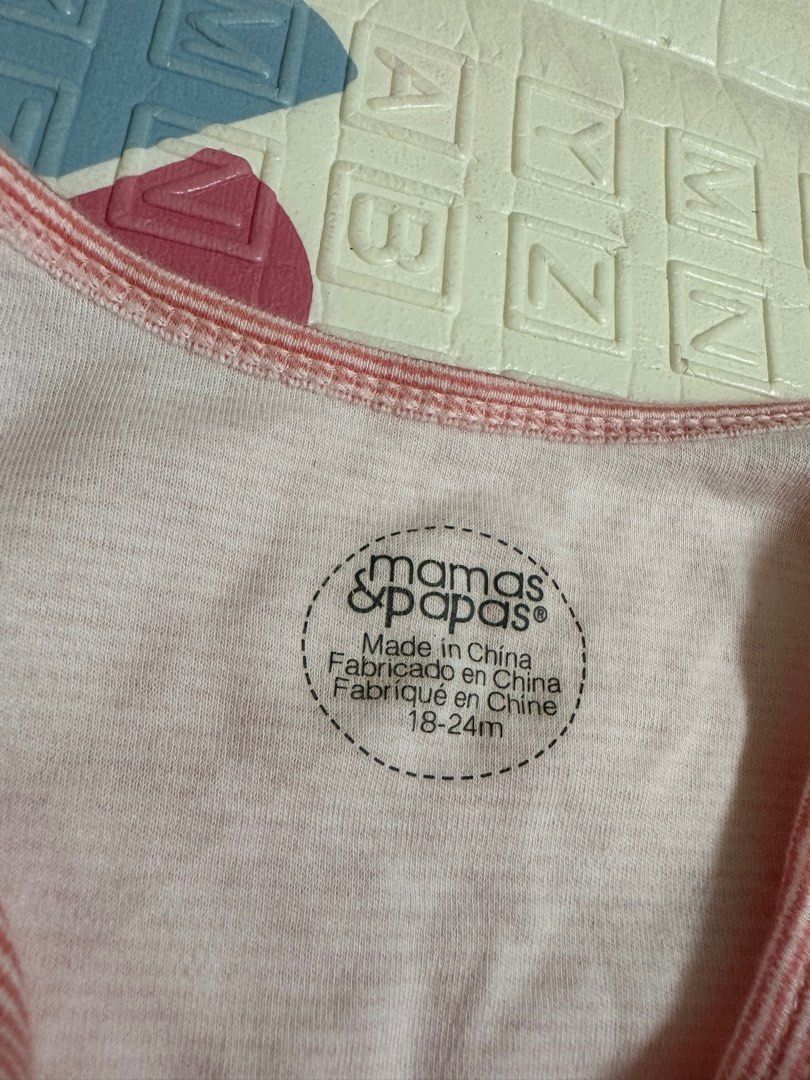 M
N
A
Y
M
B
Z
N
mamas
&papas®
Made in China
Fabricado en China
Fabriqué en Chine
18-24m